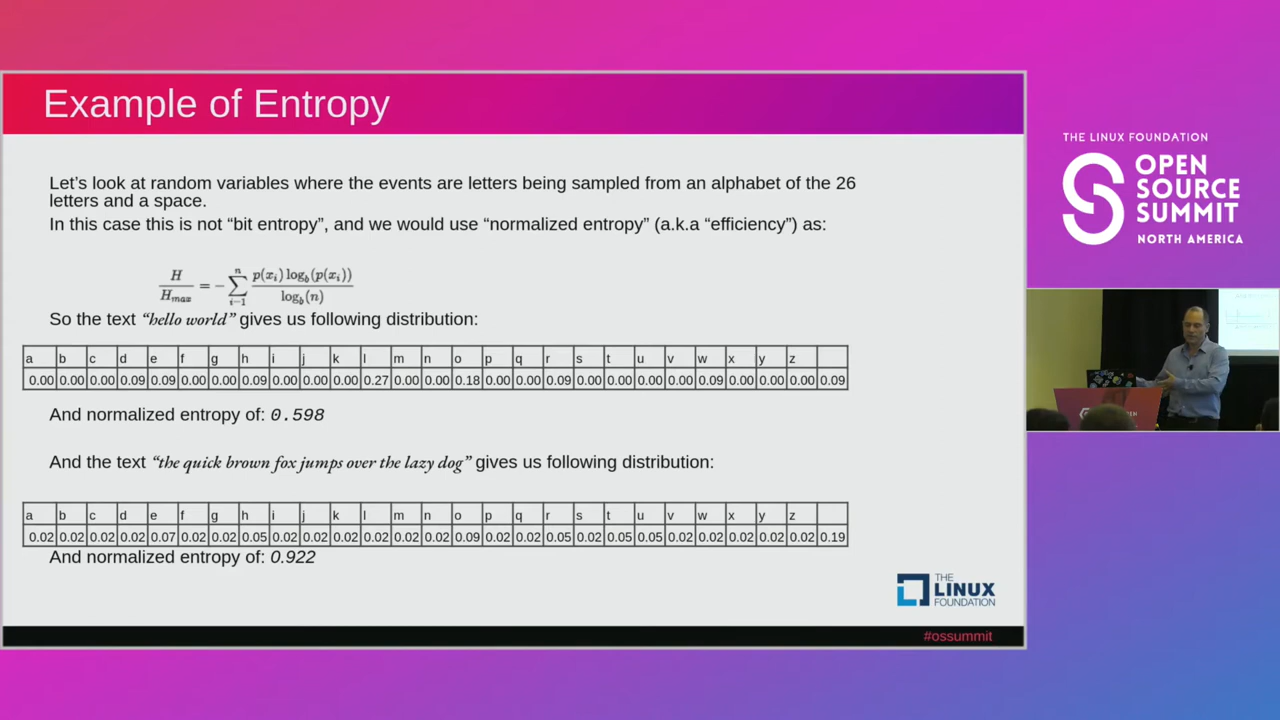 Example of Entropy
Let's look at random variables where the events are letters being sampled from an alphabet of the 26
letters and a space.
In this case this is not “bit entropy”, and we would use “normalized entropy” (a.k.a “efficiency”) as:
H/Hmax = −∑ i−1 n p(xi) logb(p(xi)) / logb(n)
So the text “hello world” gives us following distribution:
a b c d e f g h i j k l m n o p q r s t u v w x y z
0.00 0.00 0.00 0.09 0.09 0.00 0.00 0.09 0.00 0.00 0.00 0.27 0.00 0.00 0.18 0.00 0.00 0.09 0.00 0.00 0.00 0.00 0.09 0.00 0.00 0.00 0.09
And normalized entropy of: 0.598
And the text “the quick brown fox jumps over the lazy dog” gives us following distribution:
a b c d e f g h i j k l m n o p q r s t u v w x y z
0.02 0.02 0.02 0.02 0.07 0.02 0.02 0.05 0.02 0.02 0.02 0.02 0.02 0.02 0.09 0.02 0.02 0.05 0.02 0.05 0.05 0.02 0.02 0.02 0.02 0.02 0.19
And normalized entropy of: 0.922
THE
LINUX
FOUNDATION
#ossummit
THE LINUX FOUNDATION
OPEN
SOURCE
SUMMIT
NORTH AMERICA